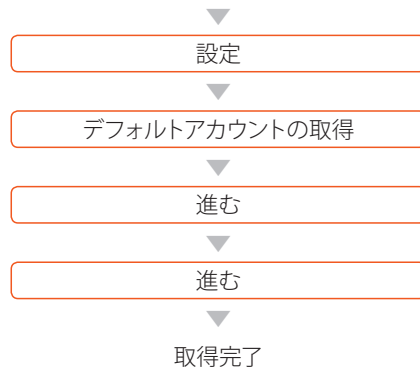 設定
デフォルトアカウントの取得
進む
進む
取得完了